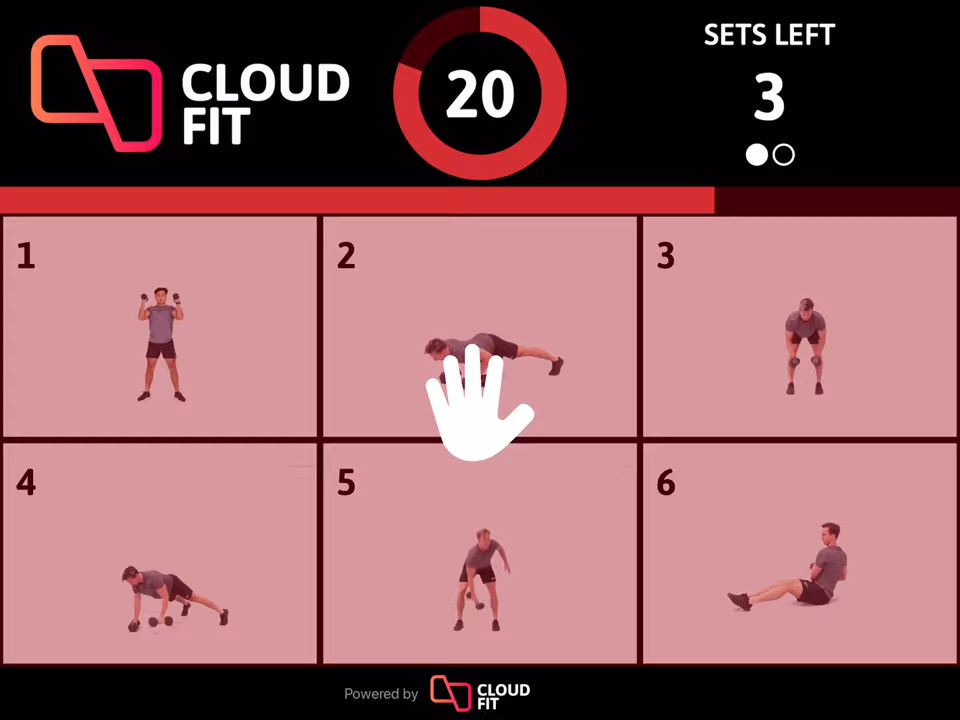 CLOUD
FIT
20
SETS LEFT
3
1
2
3
4
5
6
Powered by
CLOUD
FIT